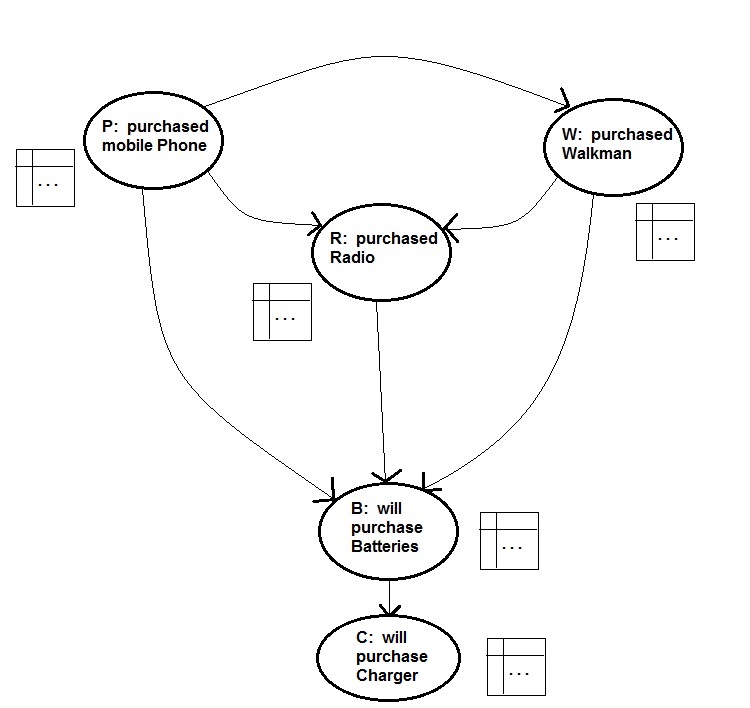 P: purchased
mobile Phone
W: purchased
Walkman
...
R: purchased
Radio
...
...
B: will
purchase
Batteries
...
C: will
purchase
Charger
...